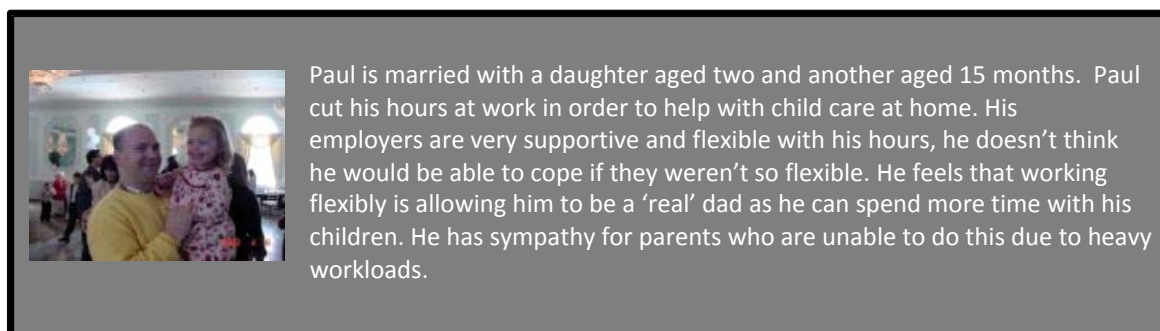 Paul is married with a daughter aged two and another aged 15 months.  Paul
cut his hours at work in order to help with child care at home. His
employers are very supportive and flexible with his hours, he doesn’t think
he would be able to cope if they weren’t so flexible. He feels that working
flexibly is allowing him to be a ‘real’ dad as he can spend more time with his
children. He has sympathy for parents who are unable to do this due to heavy
workloads.